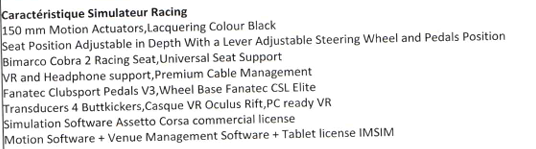 Caractéristique Simulateur Racing
150 mm Motion Actuators,Lacquering Colour Black
Seat Position Adjustable in Depth With a Lever Adjustable Steering Wheel and Pedals Position
Bimarco Cobra 2 Racing Seat,Universal Seat Support
VR and Headphone support,Premium Cable Management
Fanatec Clubsport Pedals V3,Wheel Base Fanatec CSL Elite
Transducers 4 Buttkickers,Casque VR Oculus Rift,PC ready VR
Simulation Software Assetto Corsa commercial license
Motion Software + Venue Management Software + Tablet license IMSIM